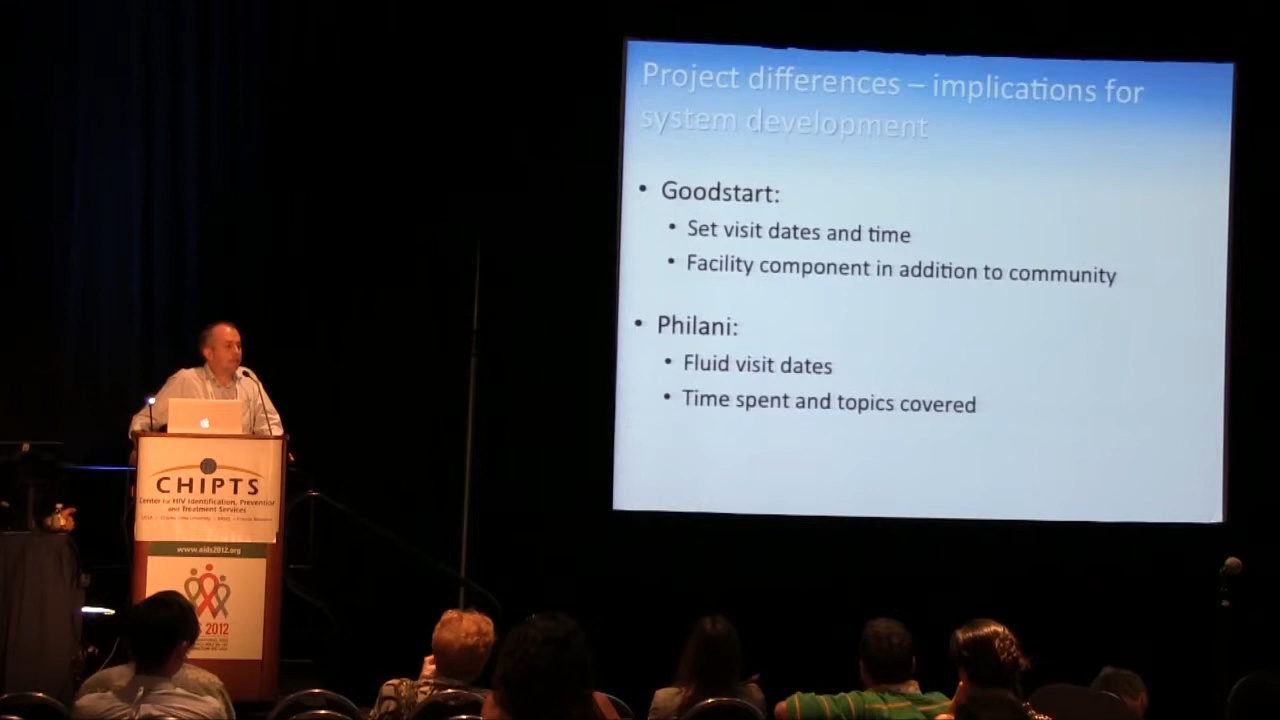 Project differences – implications for
system development
• Goodstart:
• Set visit dates and time
• Facility component in addition to community
• Philani:
• Fluid visit dates
• Time spent and topics covered
CHIPTS
Center for HIV Identification, Prevention
and Treatment Services
www.aids2012.org
S 2012